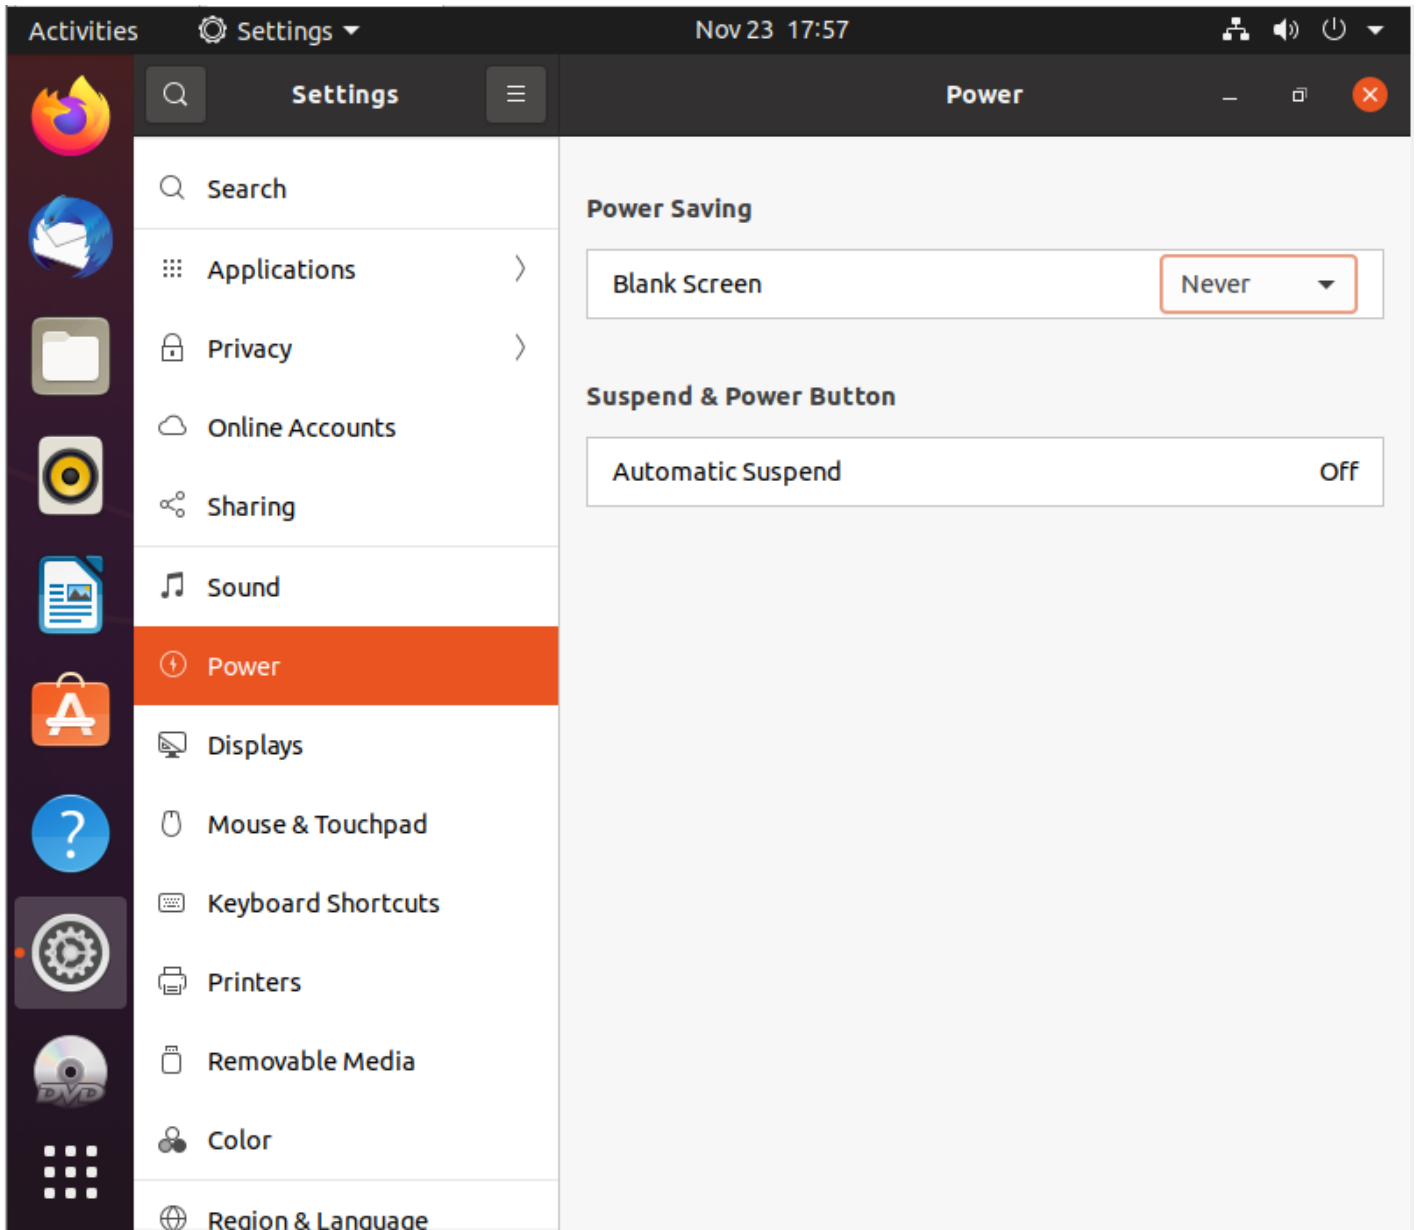 Activities
Settings
Nov 23 17:57
Settings
Power
Search
Applications
Privacy
Online Accounts
Sharing
Sound
Power
Displays
Mouse & Touchpad
Keyboard Shortcuts
Printers
Removable Media
Color
Region & Language
Power Saving
Blank Screen
Never
Suspend & Power Button
Automatic Suspend
Off
DVD